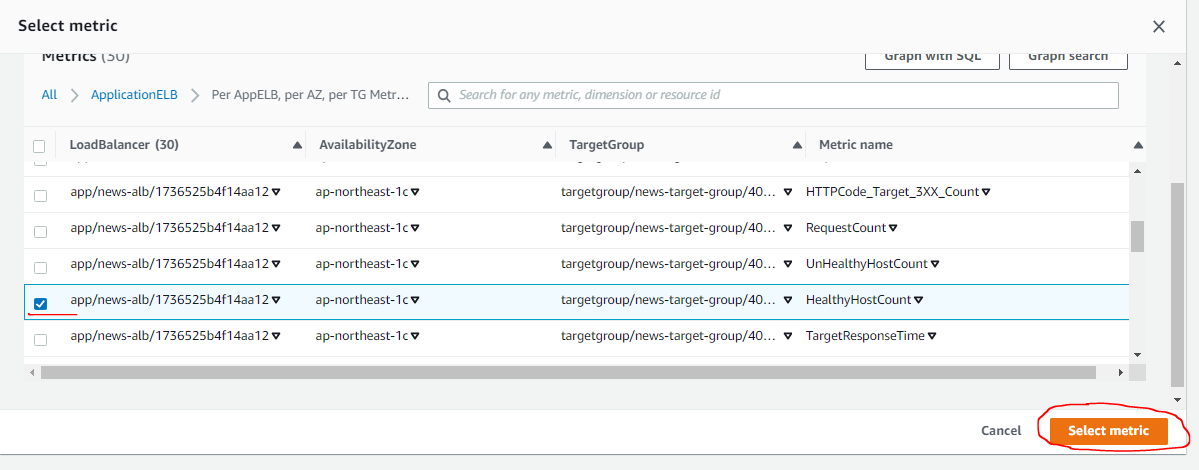 Select metric
Metrics (30)
Graph with SQL
Graph search
All
ApplicationELB
Per AppELB, per AZ, per TG Metr...
Search for any metric, dimension or resource id
LoadBalancer (30) AvailabilityZone TargetGroup Metric name
app/news-alb/1736525b4f14aa12 ap-northeast-1c targetgroup/news-target-group/40... HTTPCode_Target_3XX_Count
app/news-alb/1736525b4f14aa12 ap-northeast-1c targetgroup/news-target-group/40... RequestCount
app/news-alb/1736525b4f14aa12 ap-northeast-1c targetgroup/news-target-group/40... UnHealthyHostCount
app/news-alb/1736525b4f14aa12 ap-northeast-1c targetgroup/news-target-group/40... HealthyHostCount
app/news-alb/1736525b4f14aa12 ap-northeast-1c targetgroup/news-target-group/40... TargetResponseTime
Cancel
Select metric